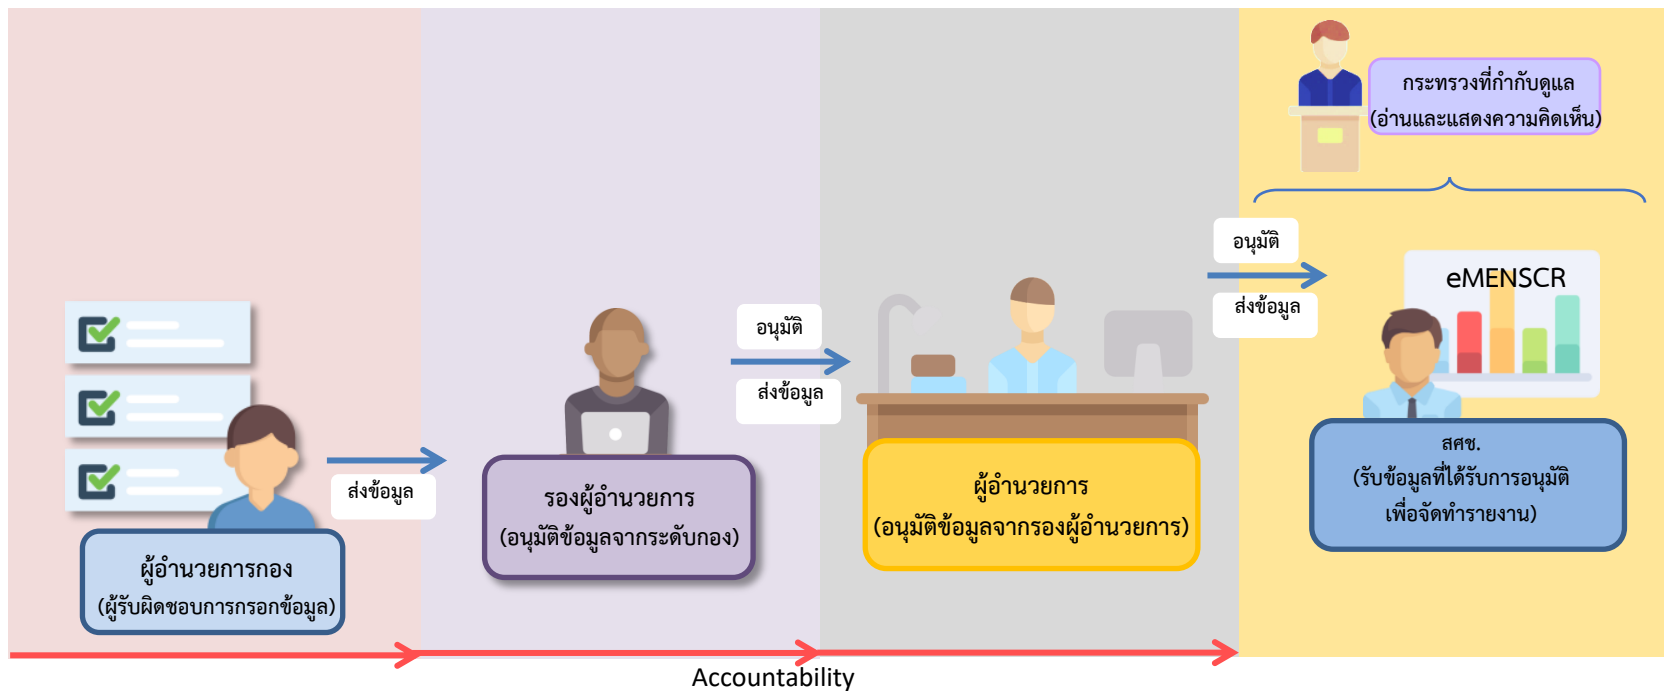 กระทรวงที่กำกับดูแล
(อ่านและแสดงความคิดเห็น)
อนุมัติ
ส่งข้อมูล
eMENSCR
อนุมัติ
ส่งข้อมูล
ส่งข้อมูล
ผู้อำนวยการกอง
(ผู้รับผิดชอบการกรอกข้อมูล)
รองผู้อำนวยการ
(อนุมัติข้อมูลจากระดับกอง)
ผู้อำนวยการ
(อนุมัติข้อมูลจากรองผู้อำนวยการ)
สศช.
(รับข้อมูลที่ได้รับการอนุมัติ
เพื่อจัดทำรายงาน)
Accountability